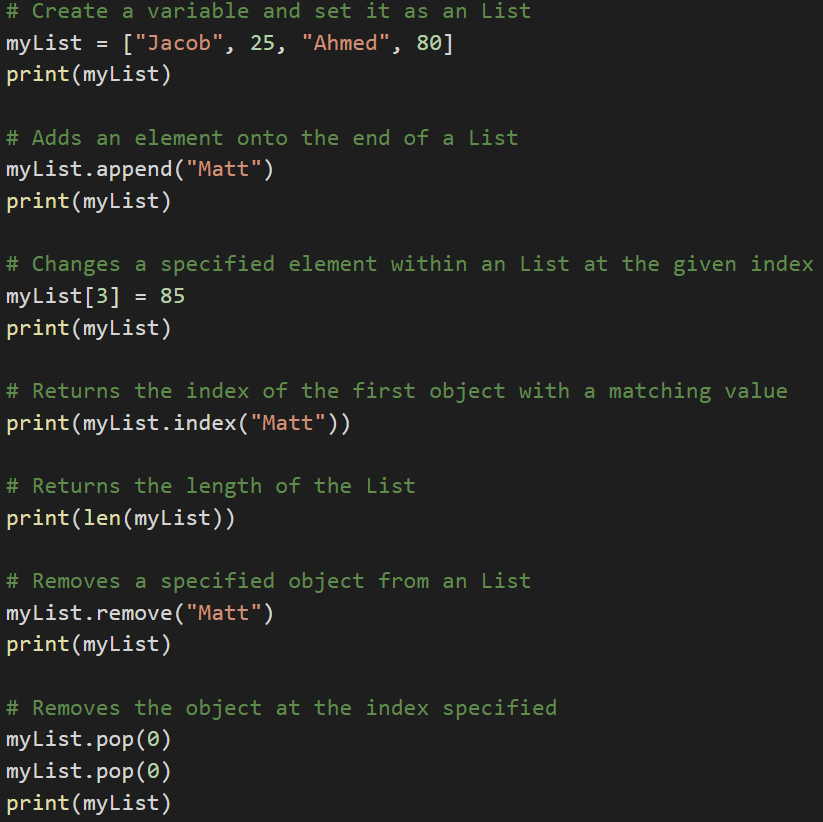 # Create a variable and set it as an List
myList = ["Jacob", 25, "Ahmed", 80]
print(myList)

# Adds an element onto the end of a List
myList.append("Matt")
print(myList)

# Changes a specified element within an List at the given index
myList[3] = 85
print(myList)

# Returns the index of the first object with a matching value
print(myList.index("Matt"))

# Returns the length of the List
print(len(myList))

# Removes a specified object from an List
myList.remove("Matt")
print(myList)

# Removes the object at the index specified
myList.pop(0)
myList.pop(0)
print(myList)